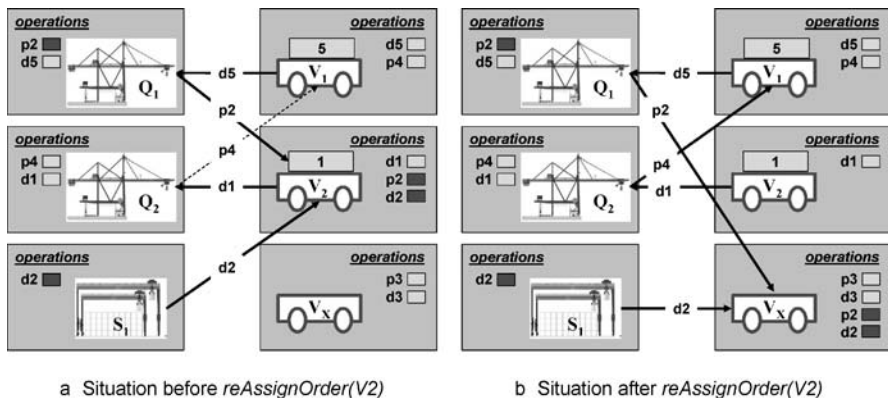 operations
p2
d5
Q1
d5
5
V1
operations
d5
p4
p2
operations
p4
d1
Q2
p4
d1
1
V2
operations
d1
p2
d2
operations
d2
S1
d2
VX
operations
p3
d3
a Situation before reAssignOrder(V2)
operations
p2
d5
Q1
d5
5
V1
operations
d5
p4
p2
operations
p4
d1
Q2
p4
d1
1
V2
operations
d1
operations
d2
S1
d2
VX
operations
p3
d3
p2
d2
b Situation after reAssignOrder(V2)